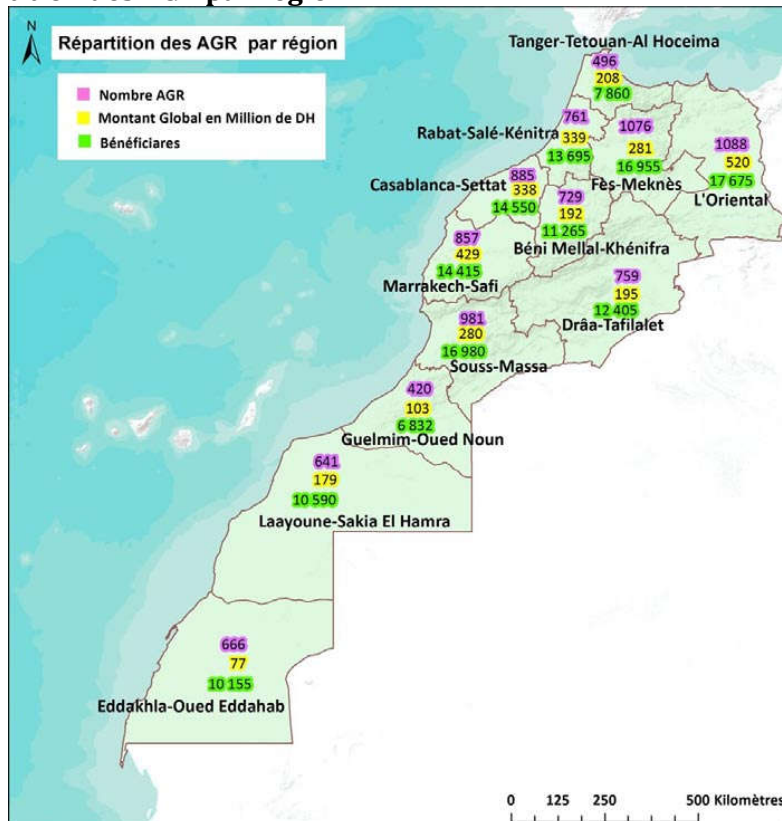 N
Répartition des AGR par région
Nombre AGR
Montant Global en Million de DH
Bénéficiares
Tanger-Tetouan-Al Hoceima
496
208
7 860
Rabat-Salé-Kénitra
761
339
13 695
1076
281
16 955
Fès-Meknès
1088
520
17 675
L'Oriental
Casablanca-Settat
885
338
14 550
729
192
11 265
Béni Mellal-Khénifra
857
429
14 415
Marrakech-Safi
759
195
12 405
Drâa-Tafilalet
981
280
16 980
Souss-Massa
420
103
6 832
Guelmim-Oued Noun
641
179
10 590
Laayoune-Sakia El Hamra
666
77
10 155
Eddakhla-Oued Eddahab
0 125 250 500 Kilomètres